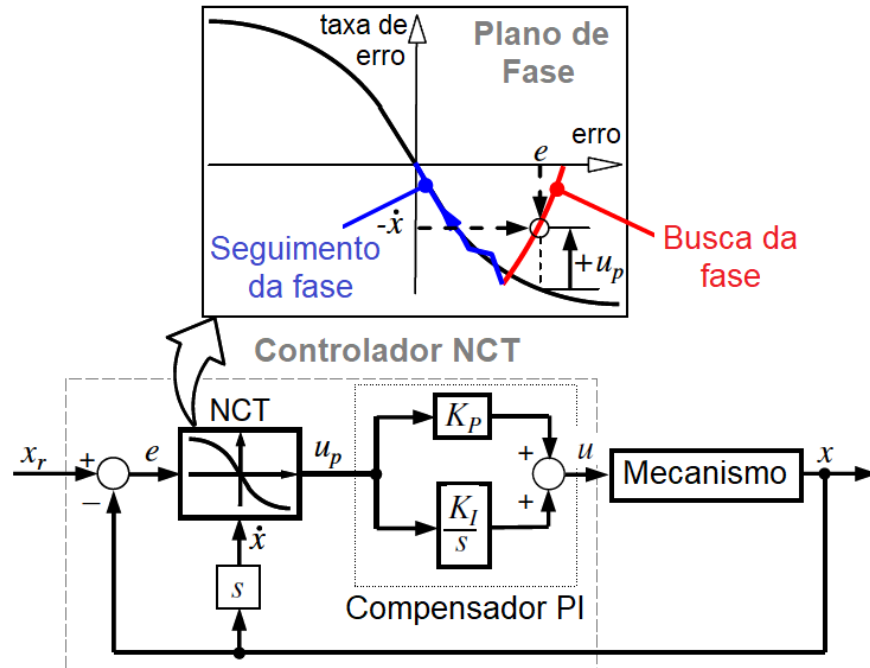 taxa de
erro
Plano de
Fase
erro
e
-ẋ
+u_p
Seguimento
da fase
Busca da
fase
Controlador NCT
NCT
x_r
+
−
e
u_p
K_P
K_I
s
+
+
u
Mecanismo
x
ẋ
s
Compensador PI